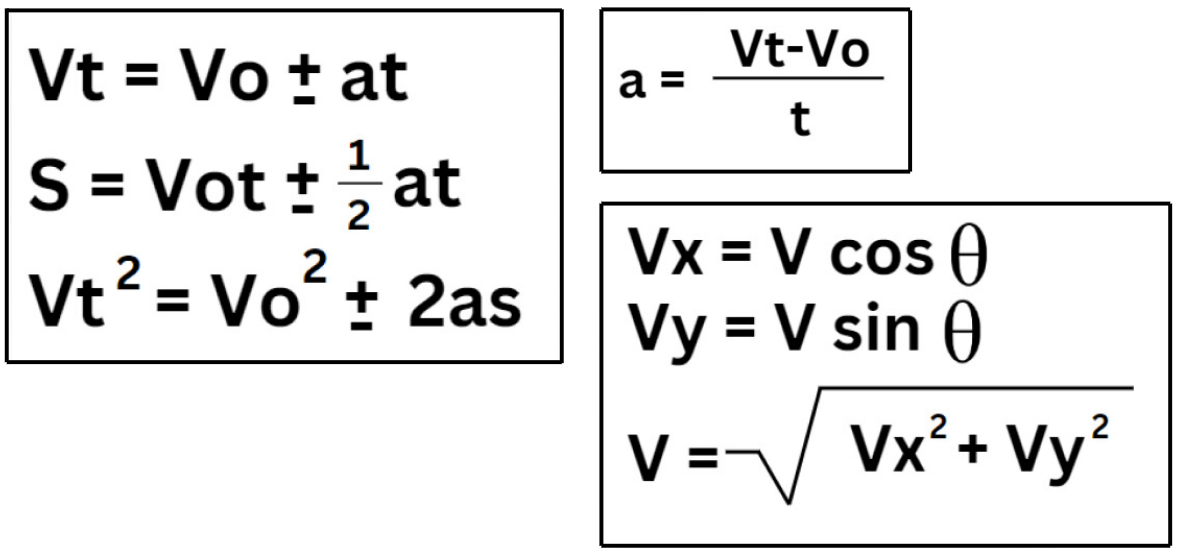 Vt = Vo ± at
S = Vot ± 1/2 at
Vt² = Vo² ± 2as
a = Vt-Vo / t
Vx = V cos θ
Vy = V sin θ
V = √ Vx² + Vy²